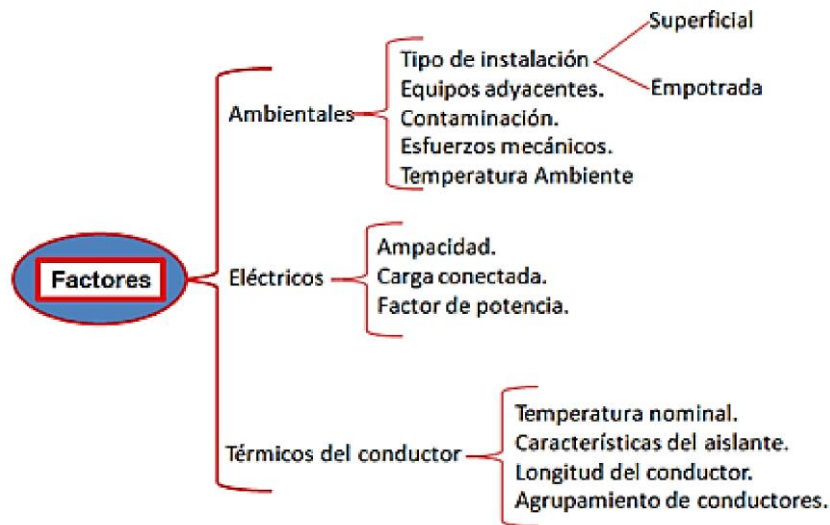 Factores
Ambientales
Tipo de instalación
Superficial
Empotrada
Equipos adyacentes.
Contaminación.
Esfuerzos mecánicos.
Temperatura Ambiente
Eléctricos
Ampacidad.
Carga conectada.
Factor de potencia.
Térmicos del conductor
Temperatura nominal.
Características del aislante.
Longitud del conductor.
Agrupamiento de conductores.